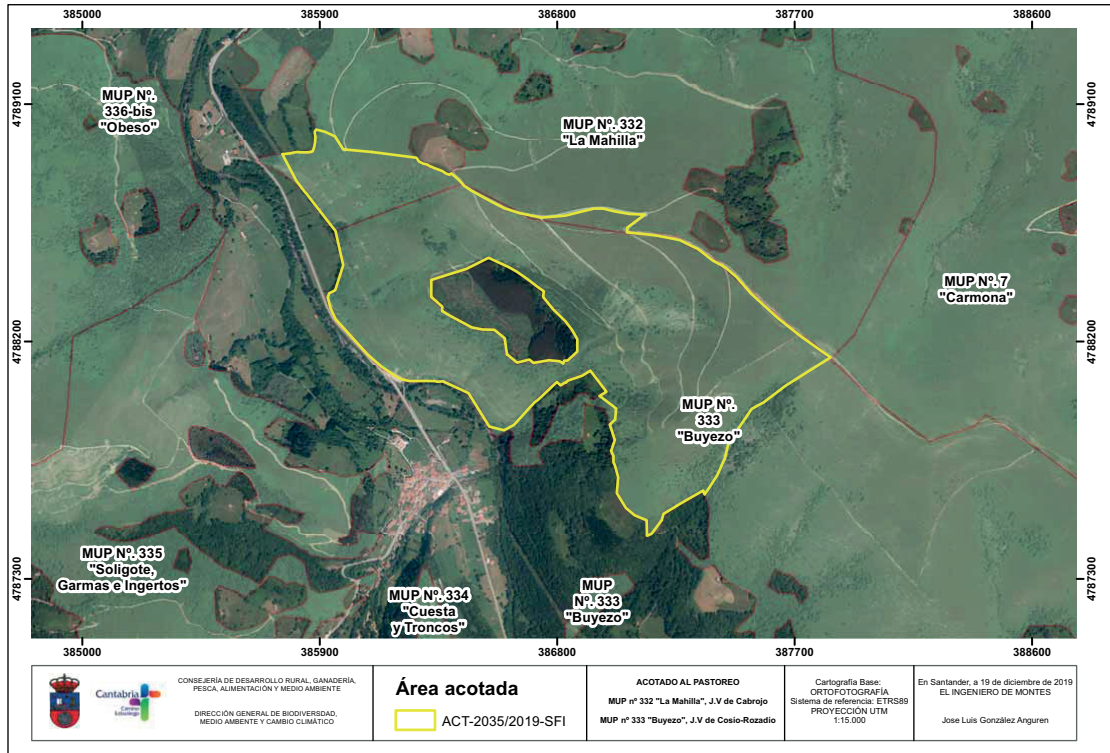 385000
385900
386800
387700
388600
4789100
4789100
MUP Nº.
336-bis
"Obeso"
MUP Nº. 332
"La Mahilla"
MUP Nº. 7
"Carmona"
4788200
4788200
MUP Nº.
333
"Buyezo"
MUP Nº. 335
"Soligote,
Garmas e Ingertos"
MUP Nº. 334
"Cuesta
y Troncos"
MUP
Nº. 333
"Buyezo"
4787300
4787300
385000
385900
386800
387700
388600
Cantabria
CONSEJERÍA DE DESARROLLO RURAL, GANADERÍA,
PESCA, ALIMENTACIÓN Y MEDIO AMBIENTE
DIRECCIÓN GENERAL DE BIODIVERSDAD,
MEDIO AMBIENTE Y CAMBIO CLIMÁTICO
Área acotada
ACT-2035/2019-SFI
ACOTADO AL PASTOREO
MUP nº 332 "La Mahilla", J.V de Cabrojo
MUP nº 333 "Buyezo", J.V de Cosio-Rozadio
Cartografía Base:
ORTOFOTOGRAFÍA
Sistema de referencia: ETRS89
PROYECCIÓN UTM
1:15.000
En Santander, a 19 de diciembre de 2019
EL INGENIERO DE MONTES
Jose Luis González Anguren